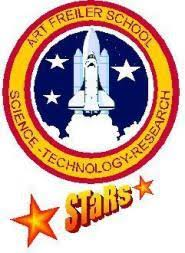 ART FREILER SCHOOL
SCIENCE-TECHNOLOGY-RESEARCH
STaRs